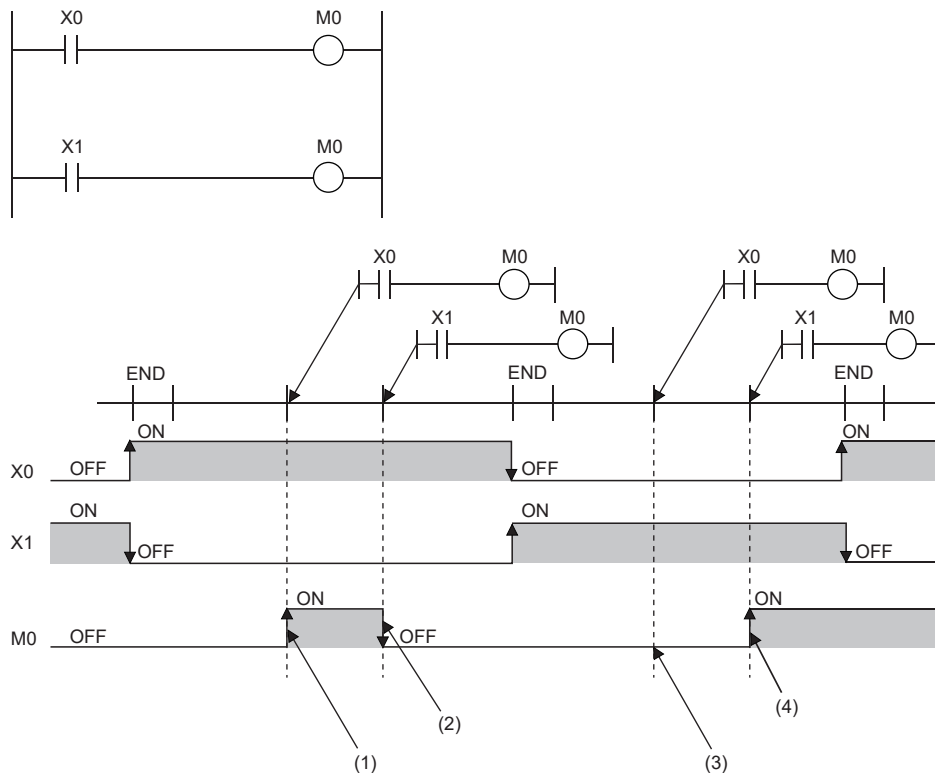 X0 M0
X1 M0
X0 M0 X0 M0
X1 M0 X1 M0
END END END
ON ON
X0 OFF OFF
ON ON
X1 OFF OFF
ON ON
M0 OFF OFF
(2) (4)
(1) (3)